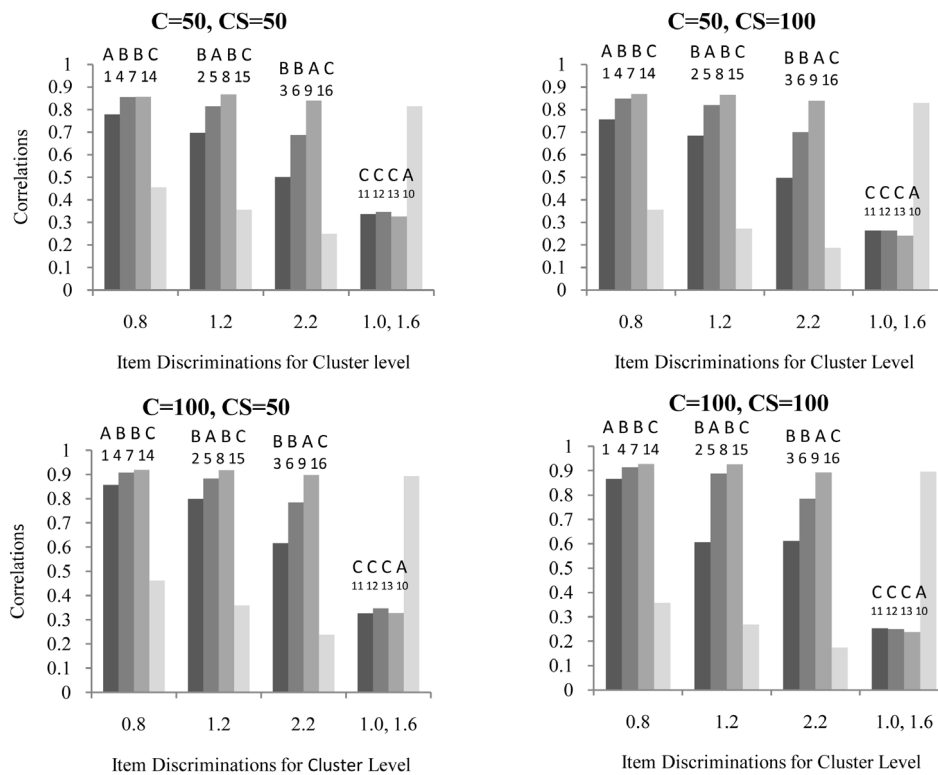 C=50, CS=50
A B B C
1 4 7 14
B A B C
2 5 8 15
B B A C
3 6 9 16
C C C A
11 12 13 10
1
0.9
0.8
0.7
0.6
0.5
0.4
0.3
0.2
0.1
0
Correlations
0.8 1.2 2.2 1.0, 1.6
Item Discriminations for Cluster level
C=50, CS=100
A B B C
1 4 7 14
B A B C
2 5 8 15
B B A C
3 6 9 16
C C C A
11 12 13 10
1
0.9
0.8
0.7
0.6
0.5
0.4
0.3
0.2
0.1
0
0.8 1.2 2.2 1.0, 1.6
Item Discriminations for Cluster Level
C=100, CS=50
A B B C
1 4 7 14
B A B C
2 5 8 15
B B A C
3 6 9 16
C C C A
11 12 13 10
1
0.9
0.8
0.7
0.6
0.5
0.4
0.3
0.2
0.1
0
Correlations
0.8 1.2 2.2 1.0, 1.6
Item Discriminations for Cluster Level
C=100, CS=100
A B B C
1 4 7 14
B A B C
2 5 8 15
B B A C
3 6 9 16
C C C A
11 12 13 10
1
0.9
0.8
0.7
0.6
0.5
0.4
0.3
0.2
0.1
0
0.8 1.2 2.2 1.0, 1.6
Item Discriminations for Cluster Level